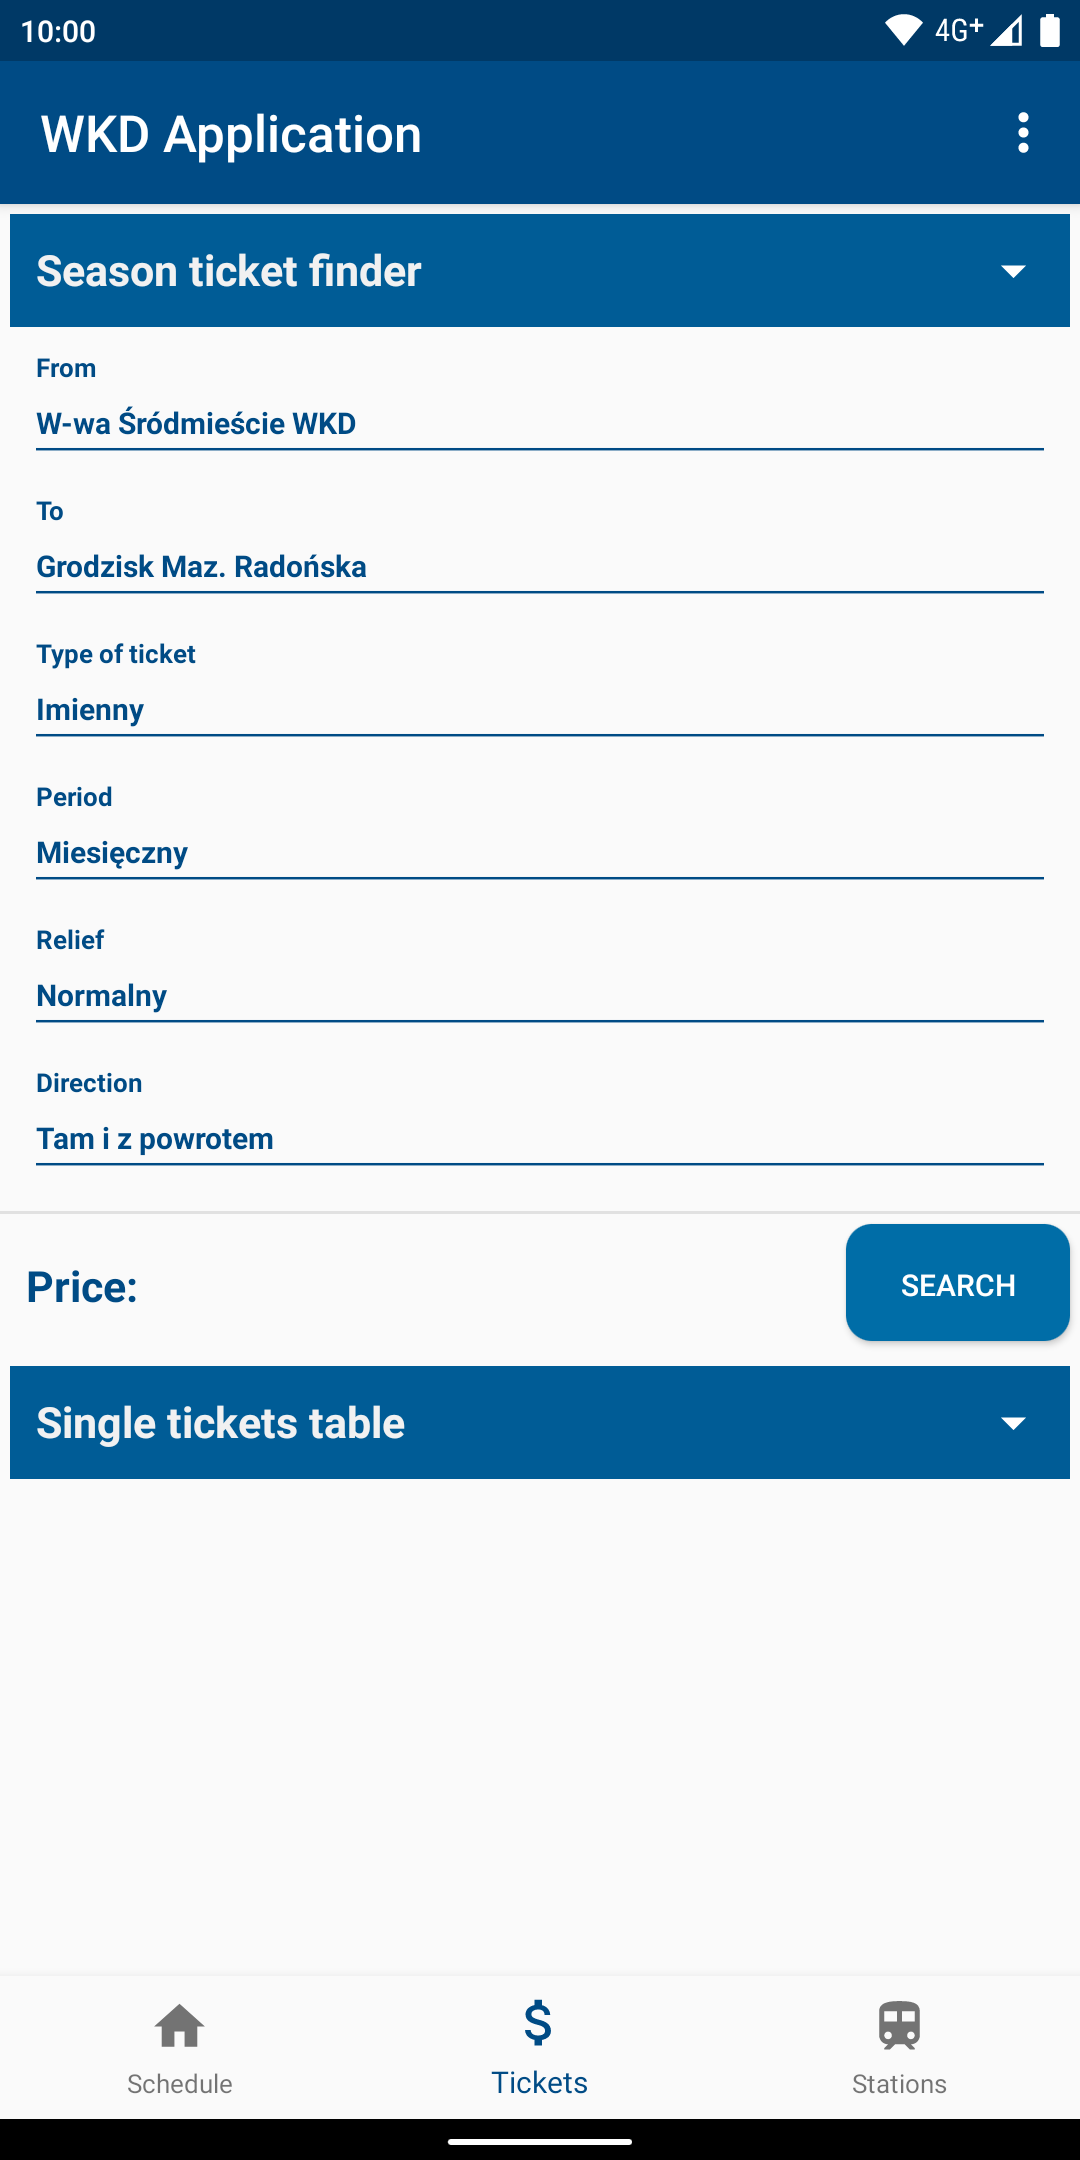 10:00
4G+
WKD Application
Season ticket finder
From
W-wa Śródmieście WKD
To
Grodzisk Maz. Radońska
Type of ticket
Imienny
Period
Miesięczny
Relief
Normalny
Direction
Tam i z powrotem
Price:
SEARCH
Single tickets table
Schedule
Tickets
Stations